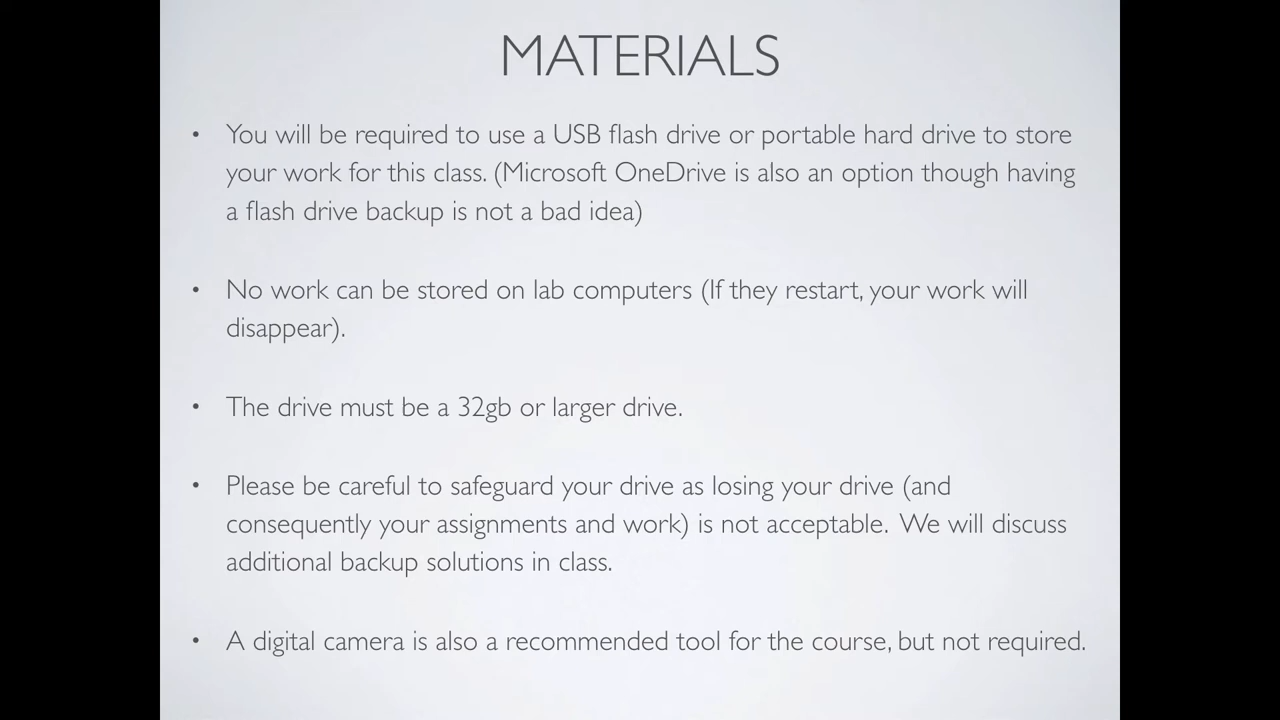 MATERIALS
• You will be required to use a USB flash drive or portable hard drive to store
your work for this class. (Microsoft OneDrive is also an option though having
a flash drive backup is not a bad idea)
• No work can be stored on lab computers (If they restart, your work will
disappear).
• The drive must be a 32gb or larger drive.
• Please be careful to safeguard your drive as losing your drive (and
consequently your assignments and work) is not acceptable.  We will discuss
additional backup solutions in class.
• A digital camera is also a recommended tool for the course, but not required.